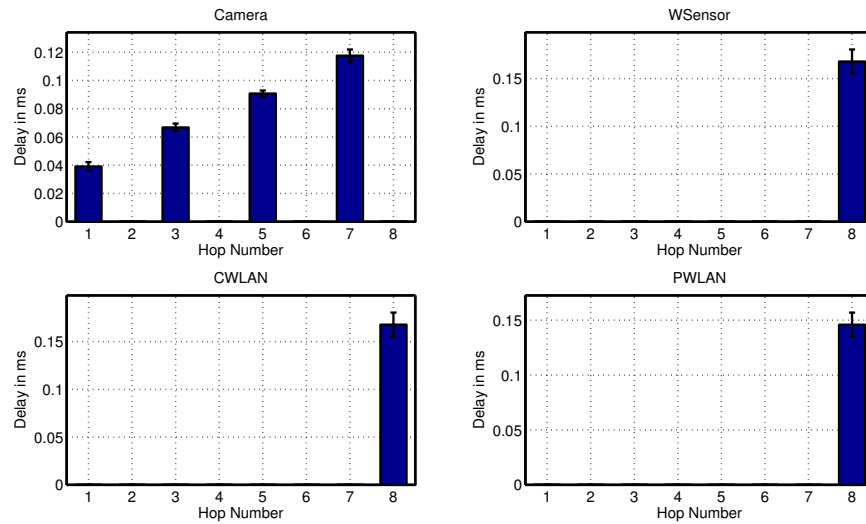 Camera
0.12
0.1
0.08
0.06
0.04
0.02
0
Delay in ms
1 2 3 4 5 6 7 8
Hop Number
WSensor
0.15
0.1
0.05
0
Delay in ms
1 2 3 4 5 6 7 8
Hop Number
CWLAN
0.15
0.1
0.05
0
Delay in ms
1 2 3 4 5 6 7 8
Hop Number
PWLAN
0.15
0.1
0.05
0
Delay in ms
1 2 3 4 5 6 7 8
Hop Number